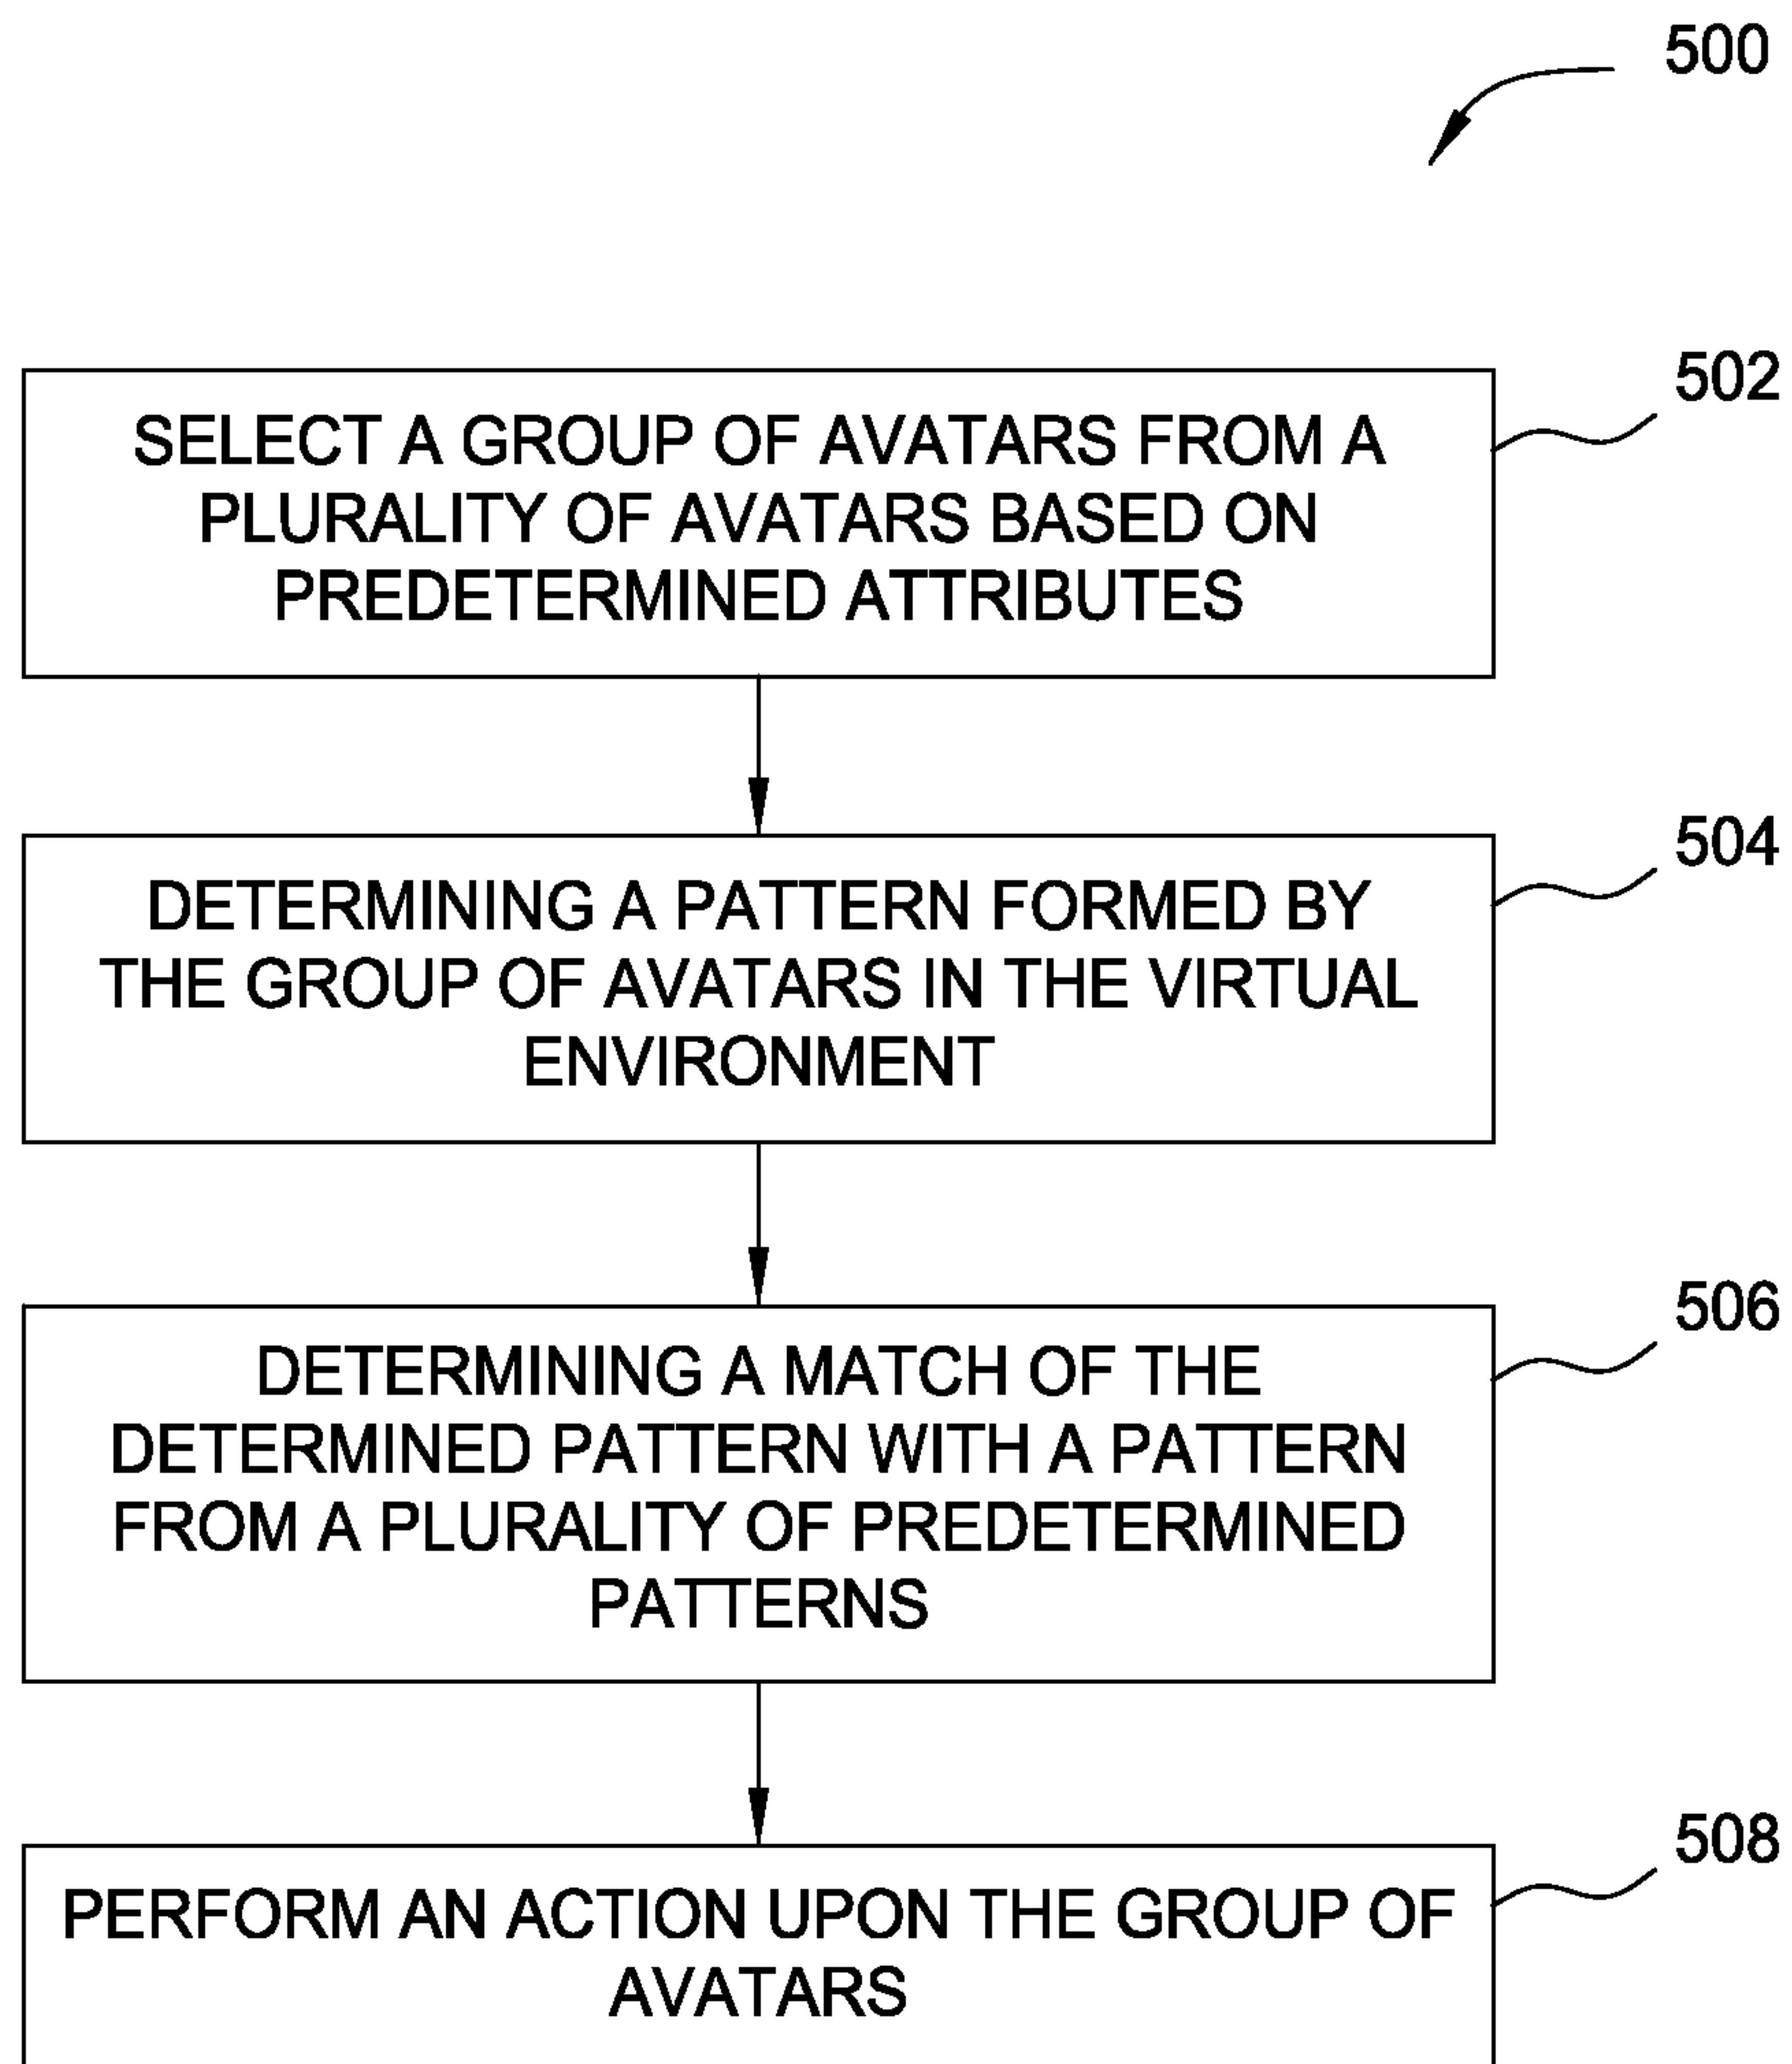 500
502
SELECT A GROUP OF AVATARS FROM A
PLURALITY OF AVATARS BASED ON
PREDETERMINED ATTRIBUTES
504
DETERMINING A PATTERN FORMED BY
THE GROUP OF AVATARS IN THE VIRTUAL
ENVIRONMENT
506
DETERMINING A MATCH OF THE
DETERMINED PATTERN WITH A PATTERN
FROM A PLURALITY OF PREDETERMINED
PATTERNS
508
PERFORM AN ACTION UPON THE GROUP OF
AVATARS